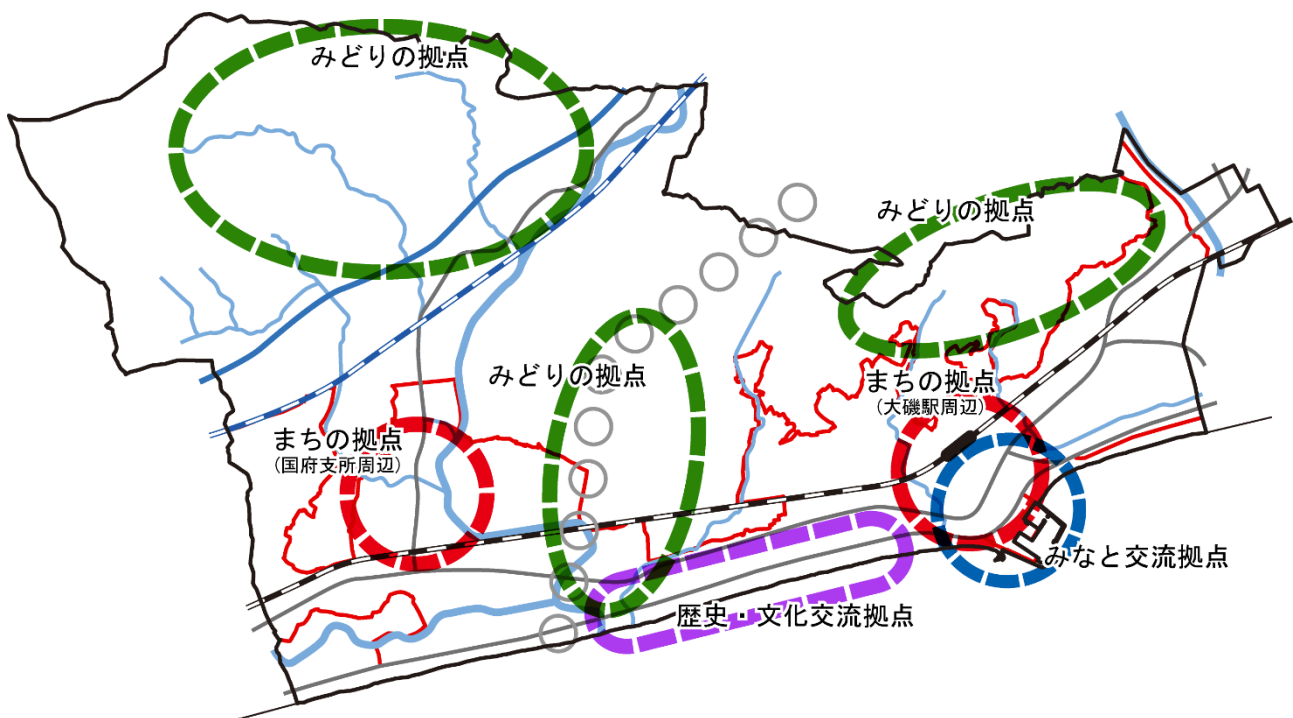 みどりの拠点
みどりの拠点
みどりの拠点
まちの拠点
(大磯駅周辺)
まちの拠点
(国府支所周辺)
みなと交流拠点
歴史・文化交流拠点